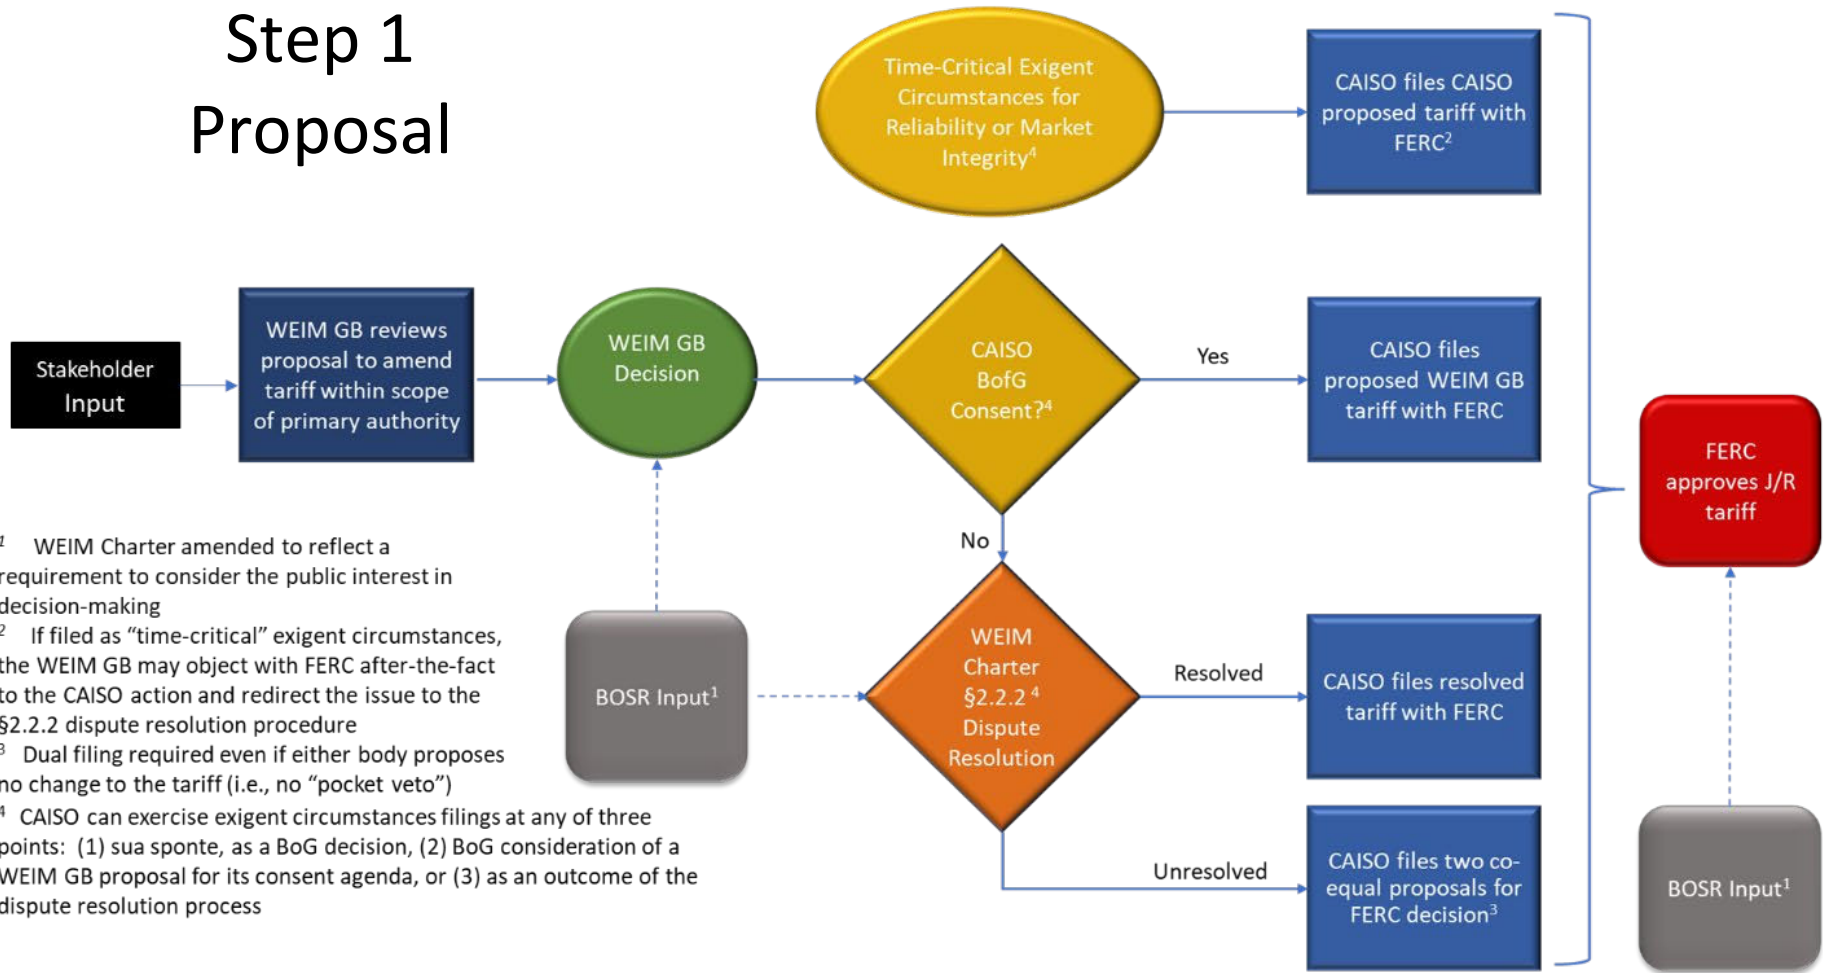 Step 1
Proposal
Time-Critical Exigent
Circumstances for
Reliability or Market
Integrity4
CAISO files CAISO
proposed tariff with
FERC2
Stakeholder
Input
WEIM GB reviews
proposal to amend
tariff within scope
of primary authority
WEIM GB
Decision
CAISO
BofG
Consent?4
Yes
CAISO files
proposed WEIM GB
tariff with FERC
FERC
approves J/R
tariff
No
1 WEIM Charter amended to reflect a
requirement to consider the public interest in
decision-making
2 If filed as “time-critical” exigent circumstances,
the WEIM GB may object with FERC after-the-fact
to the CAISO action and redirect the issue to the
§2.2.2 dispute resolution procedure
3 Dual filing required even if either body proposes
no change to the tariff (i.e., no “pocket veto”)
4 CAISO can exercise exigent circumstances filings at any of three
points: (1) sua sponte, as a BoG decision, (2) BoG consideration of a
WEIM GB proposal for its consent agenda, or (3) as an outcome of the
dispute resolution process
BOSR Input1
WEIM
Charter
§2.2.2 4
Dispute
Resolution
Resolved
CAISO files resolved
tariff with FERC
Unresolved
CAISO files two co-
equal proposals for
FERC decision3
BOSR Input1